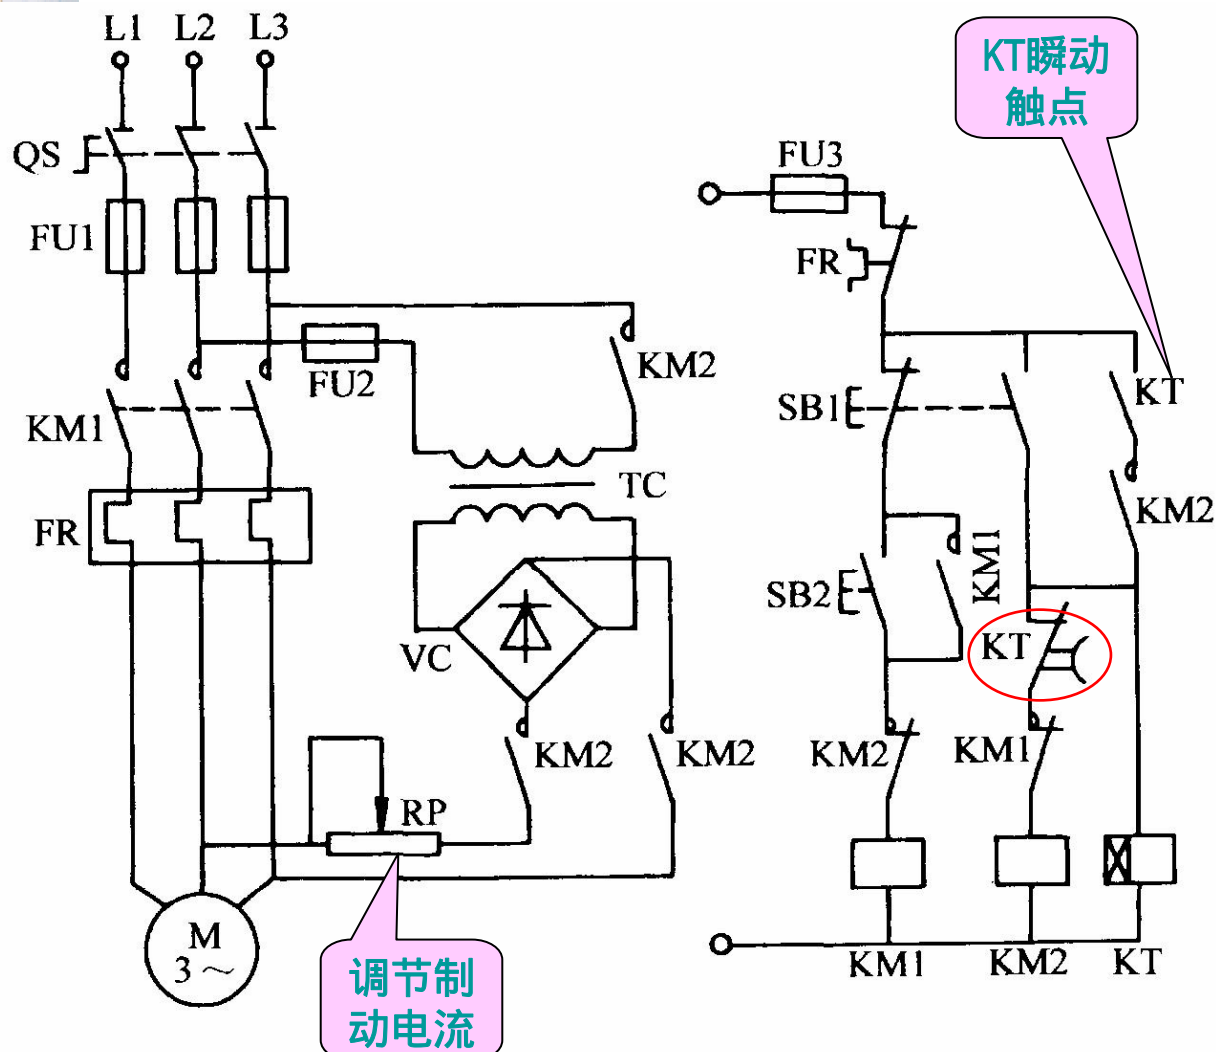 L1 L2 L3
KT瞬动
触点
QS
FU3
FU1
FR
FU2
KM2
KT
KM1
SB1
TC
KM2
FR
KM1
SB2
KT
VC
KM2
KM2
KM2
KM1
RP
M
3～
调节制
动电流
KM1
KM2
KT